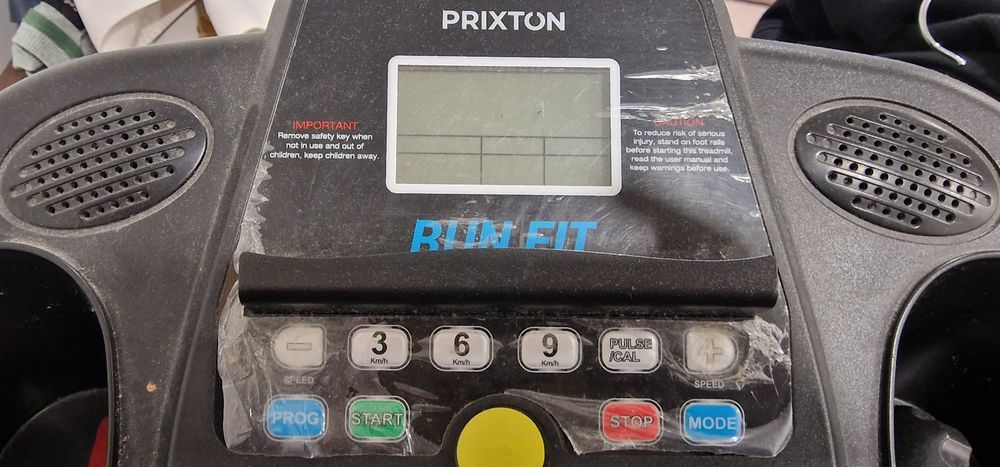 PRIXTON
IMPORTANT
Remove safety key when
not in use and out of
children, keep children away.
CAUTION
To reduce risk of serious
injury, stand on foot rails
before starting this treadmill,
read the user manual and
keep warnings before use.
RUN FIT
3
Km/h
6
Km/h
9
Km/h
PULSE
/CAL
+
-
SPEED
SPEED
PROG
START
STOP
MODE